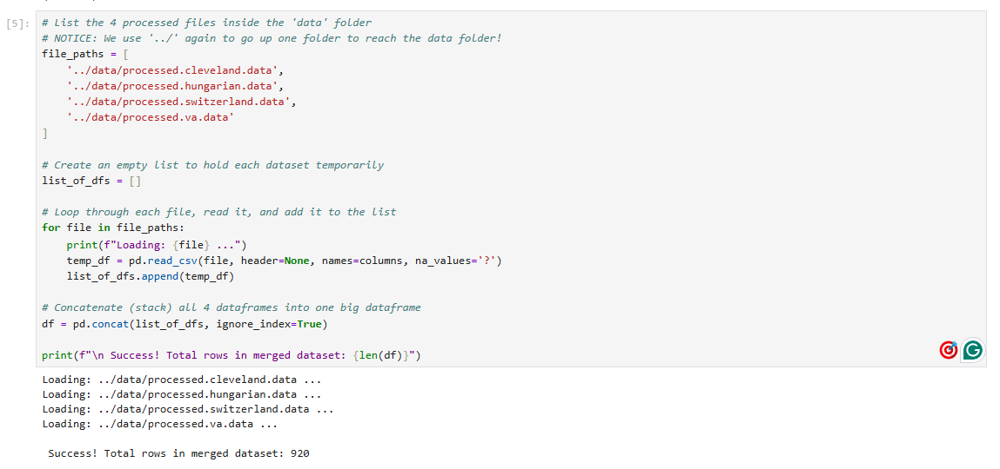 [5]:
# List the 4 processed files inside the 'data' folder
# NOTICE: We use '../' again to go up one folder to reach the data folder!
file_paths = [
    '../data/processed.cleveland.data',
    '../data/processed.hungarian.data',
    '../data/processed.switzerland.data',
    '../data/processed.va.data'
]

# Create an empty list to hold each dataset temporarily
list_of_dfs = []

# Loop through each file, read it, and add it to the list
for file in file_paths:
    print(f"Loading: {file} ...")
    temp_df = pd.read_csv(file, header=None, names=columns, na_values='?')
    list_of_dfs.append(temp_df)

# Concatenate (stack) all 4 dataframes into one big dataframe
df = pd.concat(list_of_dfs, ignore_index=True)

print(f"\n Success! Total rows in merged dataset: {len(df)}")
Loading: ../data/processed.cleveland.data ...
Loading: ../data/processed.hungarian.data ...
Loading: ../data/processed.switzerland.data ...
Loading: ../data/processed.va.data ...

 Success! Total rows in merged dataset: 920